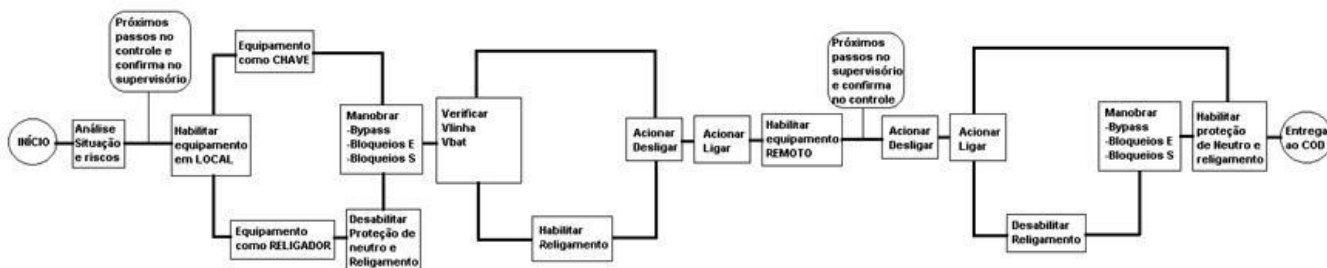 INÍCIO
Análise
Situação
e riscos
Próximos
passos no
controle e
confirma no
supervisório
Habilitar
equipamento
em LOCAL
Equipamento
como CHAVE
Equipamento
como RELIGADOR
Desabilitar
Proteção de
neutro e
Religamento
Manobrar
-Bypass
-Bloqueios E
-Bloqueios S
Verificar
Vlinha
Vbat
Habilitar
Religamento
Acionar
Desligar
Acionar
Ligar
Habilitar
equipamento
REMOTO
Próximos
passos no
supervisório
e confirma
no controle
Acionar
Desligar
Acionar
Ligar
Desabilitar
Religamento
Manobrar
-Bypass
-Bloqueios E
-Bloqueios S
Habilitar
proteção
de Neutro e
religamento
Entrega
ao COD